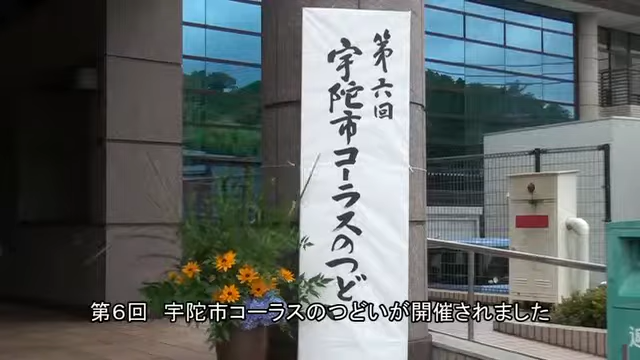 第六回
宇陀市コーラスのつど
第６回　宇陀市コーラスのつどいが開催されました